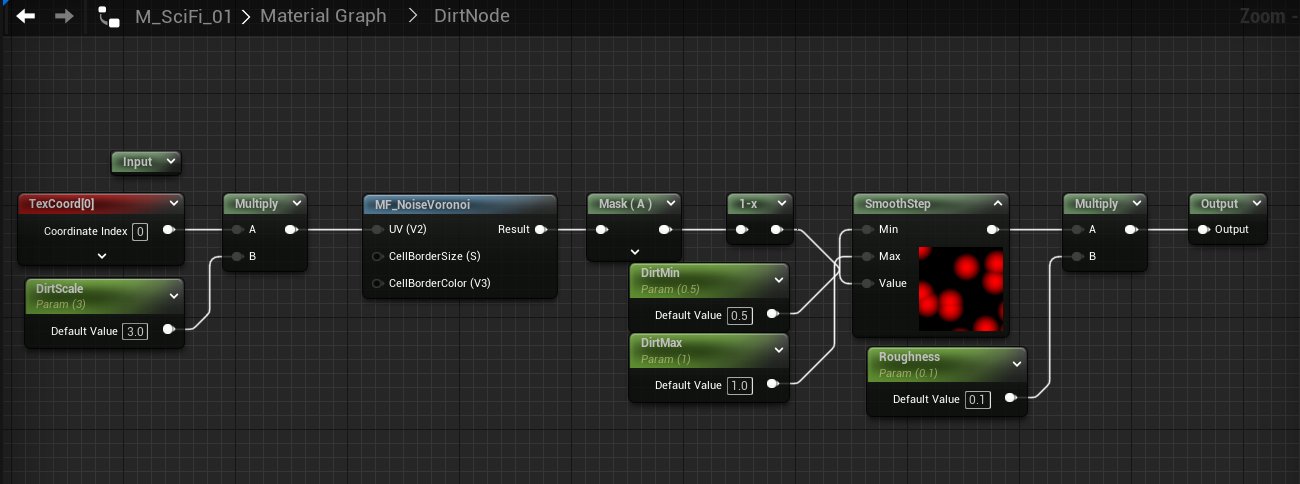 M_SciFi_01 > Material Graph > DirtNode
Zoom -
Input
TexCoord[0]
Coordinate Index 0
DirtScale
Param (3)
Default Value 3.0
Multiply
A
B
MF_NoiseVoronoi
UV (V2) Result
CellBorderSize (S)
CellBorderColor (V3)
Mask ( A )
1-x
DirtMin
Param (0.5)
Default Value 0.5
DirtMax
Param (1)
Default Value 1.0
SmoothStep
Min
Max
Value
Roughness
Param (0.1)
Default Value 0.1
Multiply
A
B
Output
Output